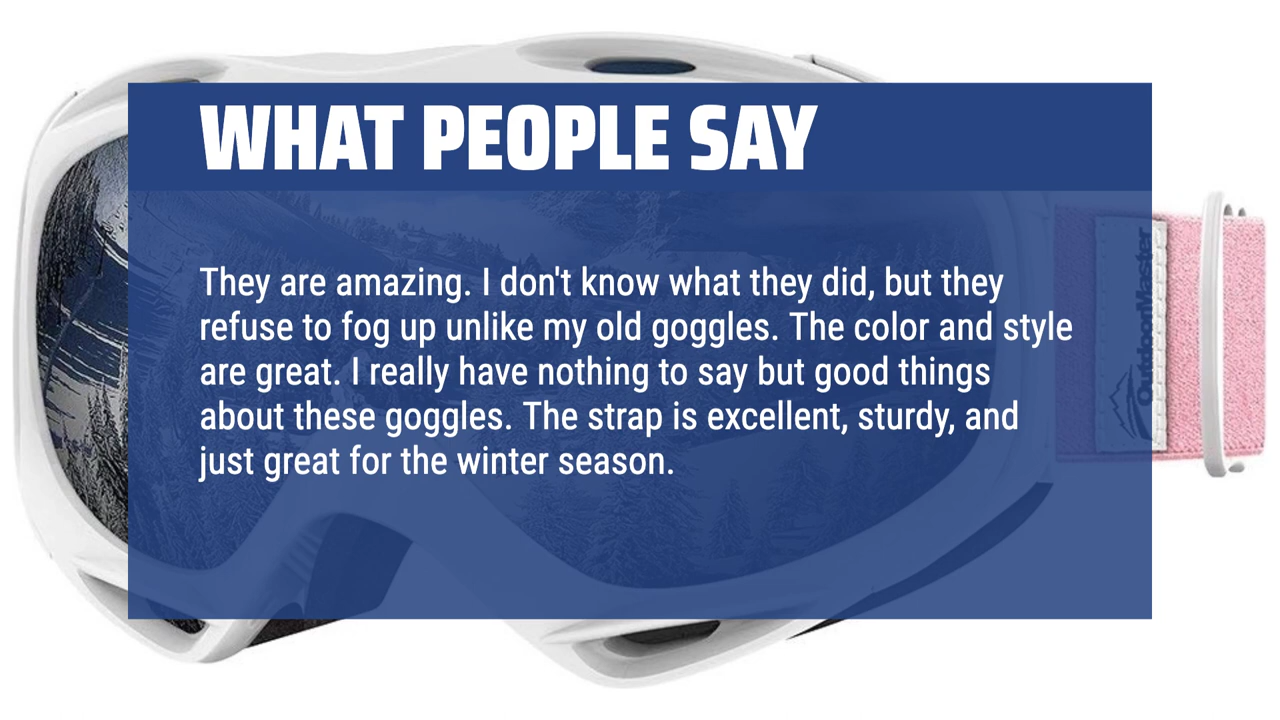 WHAT PEOPLE SAY
They are amazing. I don't know what they did, but they
refuse to fog up unlike my old goggles. The color and style
are great. I really have nothing to say but good things
about these goggles. The strap is excellent, sturdy, and
just great for the winter season.
OutdoorMaster